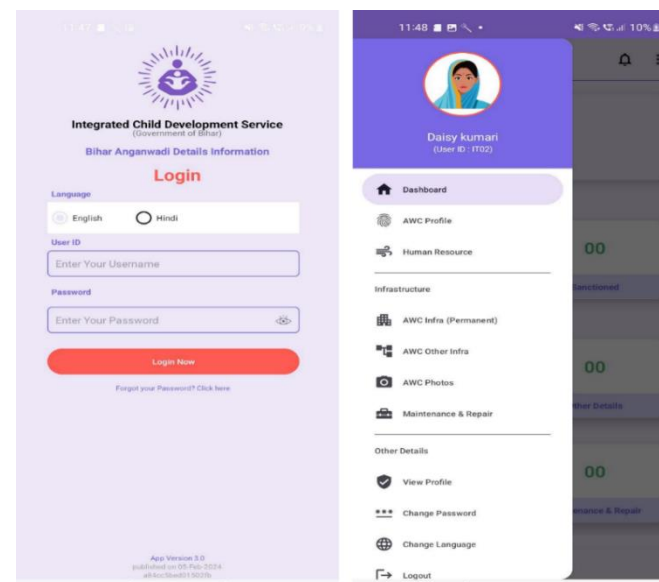 Integrated Child Development Service
(Government of Bihar)
Bihar Anganwadi Details Information
Login
Language
English
Hindi
User ID
Enter Your Username
Password
Enter Your Password
Login Now
Forgot your Password? Click here
App Version 3.0
published on 05-Feb-2024
11:48
10%
Daisy kumari
(User ID : IT02)
Dashboard
AWC Profile
Human Resource
Infrastructure
AWC Infra (Permanent)
AWC Other Infra
AWC Photos
Maintenance & Repair
Other Details
View Profile
Change Password
Change Language
Logout
00
Sanctioned
00
ther Details
00
enance & Repair